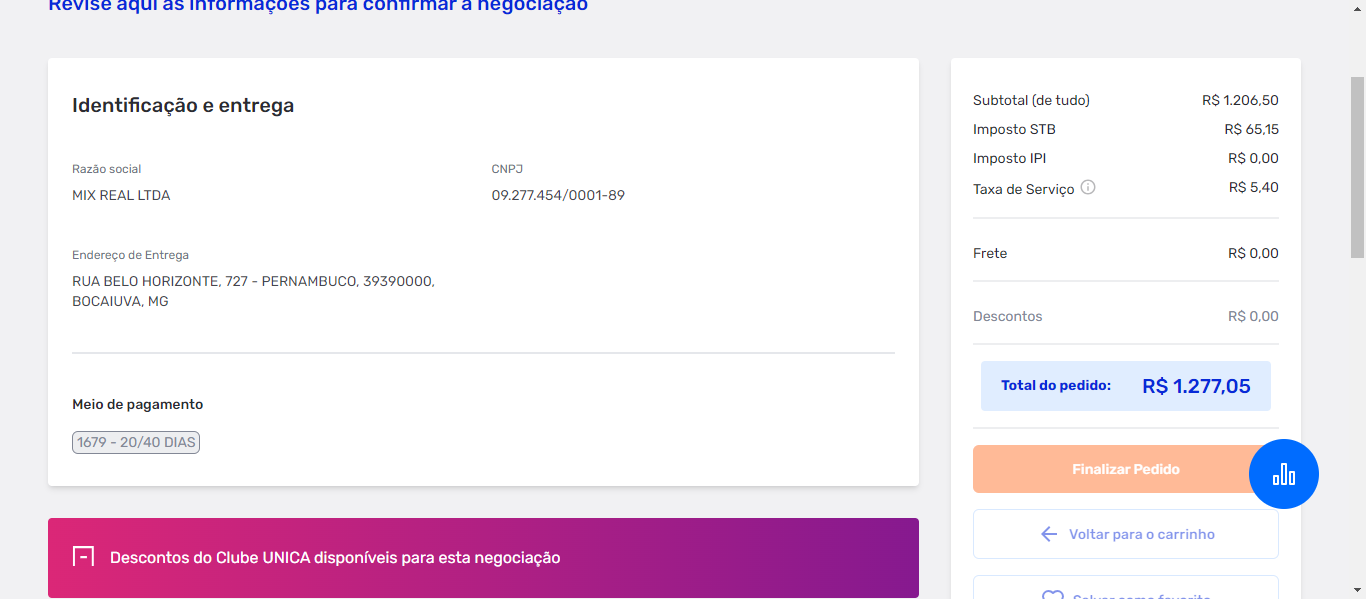 Revise aqui as informações para confirmar a negociação
Identificação e entrega
Razão social
MIX REAL LTDA
CNPJ
09.277.454/0001-89
Endereço de Entrega
RUA BELO HORIZONTE, 727 - PERNAMBUCO, 39390000,
BOCAIUVA, MG
Meio de pagamento
1679 - 20/40 DIAS
Descontos do Clube UNICA disponíveis para esta negociação
Subtotal (de tudo) R$ 1.206,50
Imposto STB R$ 65,15
Imposto IPI R$ 0,00
Taxa de Serviço R$ 5,40
Frete R$ 0,00
Descontos R$ 0,00
Total do pedido: R$ 1.277,05
Finalizar Pedido
Voltar para o carrinho
Salvar como favorito